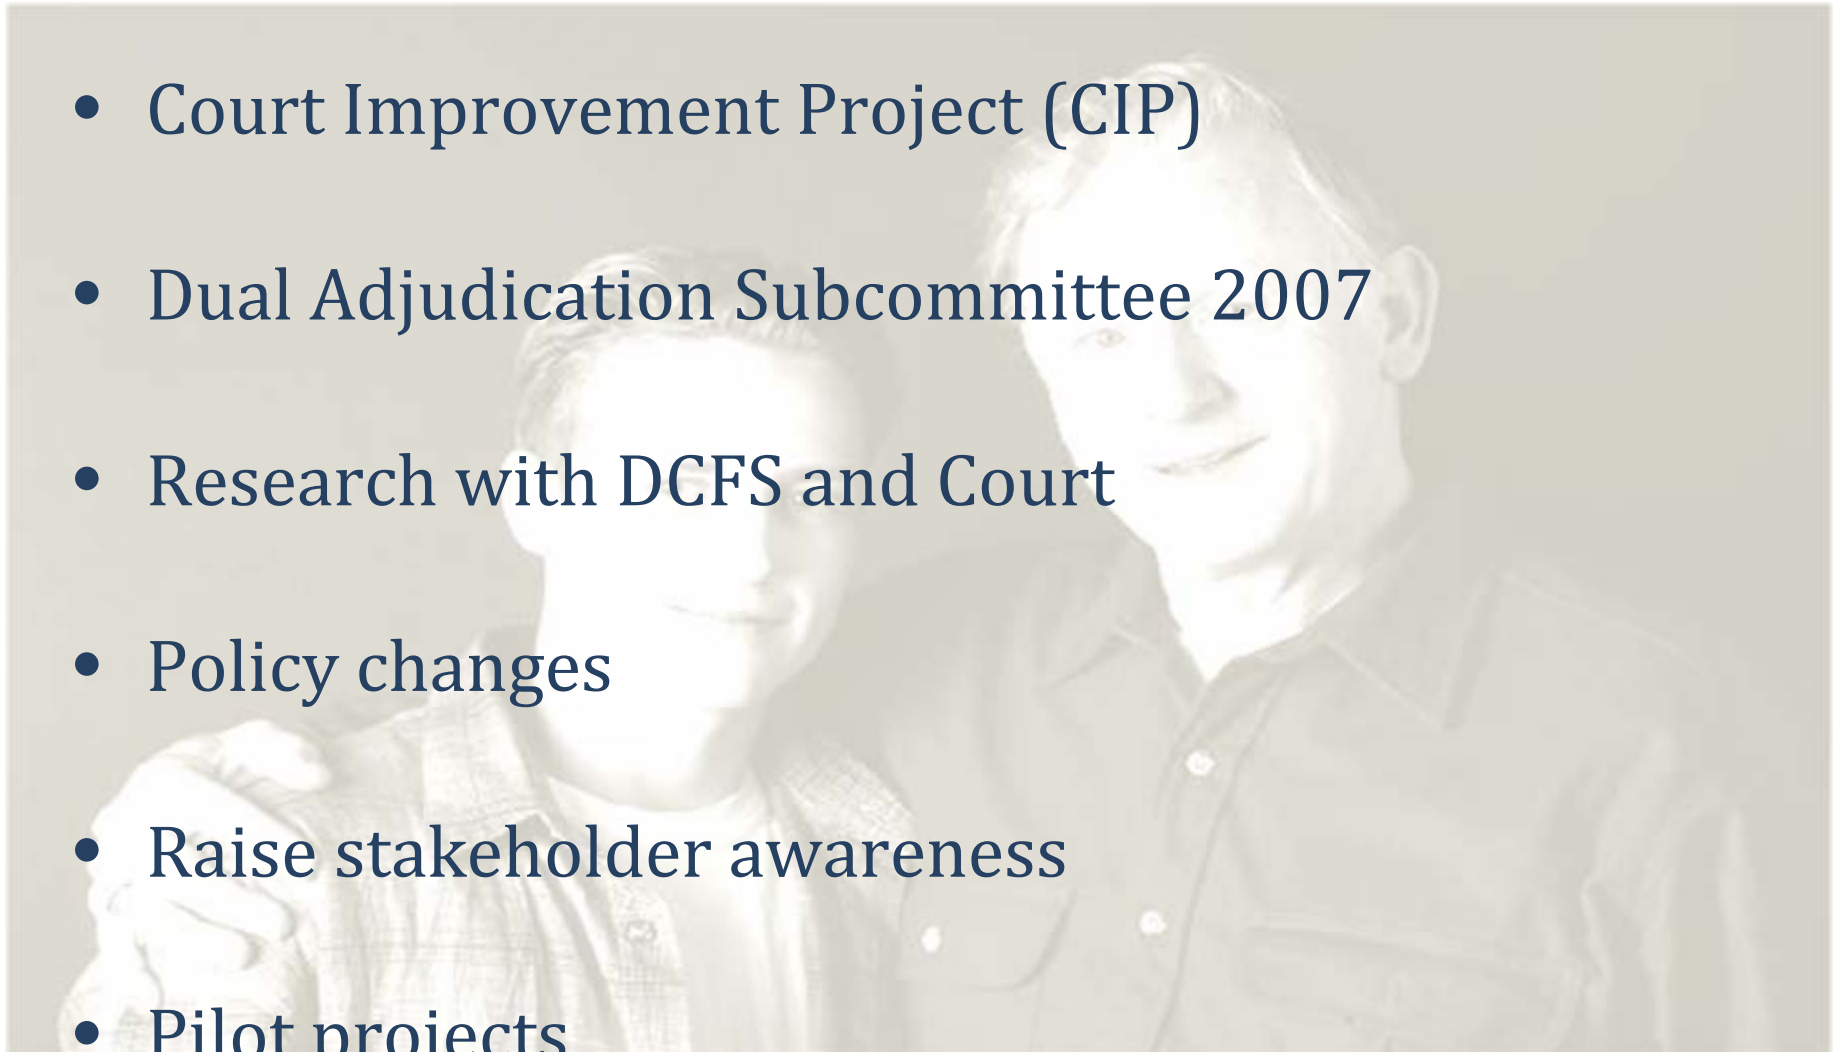 • Court Improvement Project (CIP)
• Dual Adjudication Subcommittee 2007
• Research with DCFS and Court
• Policy changes
• Raise stakeholder awareness
• Pilot projects